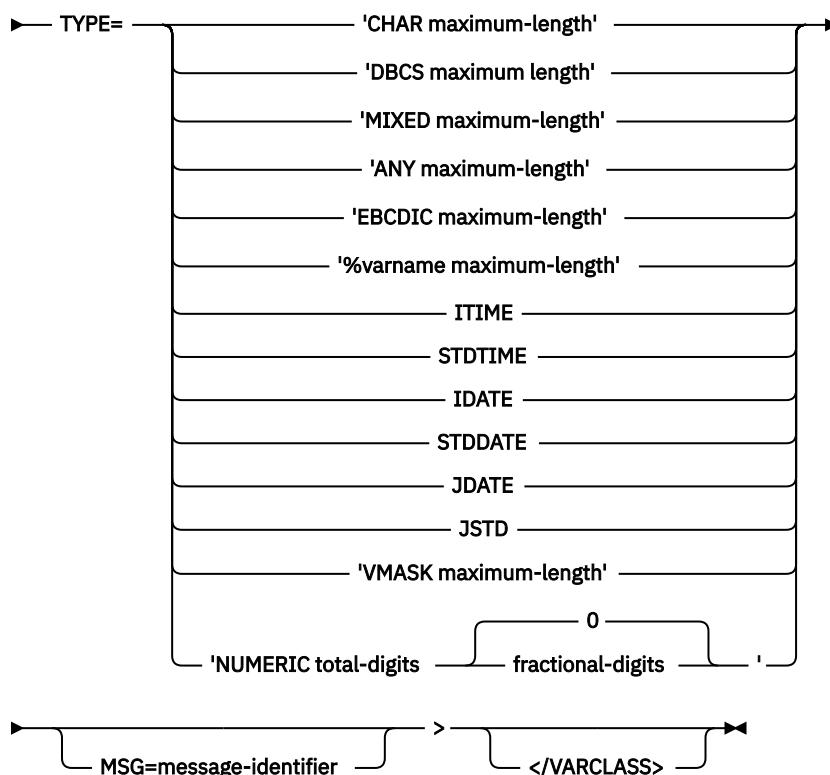 TYPE= 'CHAR maximum-length'
'DBCS maximum length'
'MIXED maximum-length'
'ANY maximum-length'
'EBCDIC maximum-length'
'%varname maximum-length'
ITIME
STDTIME
IDATE
STDDATE
JDATE
JSTD
'VMASK maximum-length'
0
'NUMERIC total-digits fractional-digits '
>
MSG=message-identifier </VARCLASS>